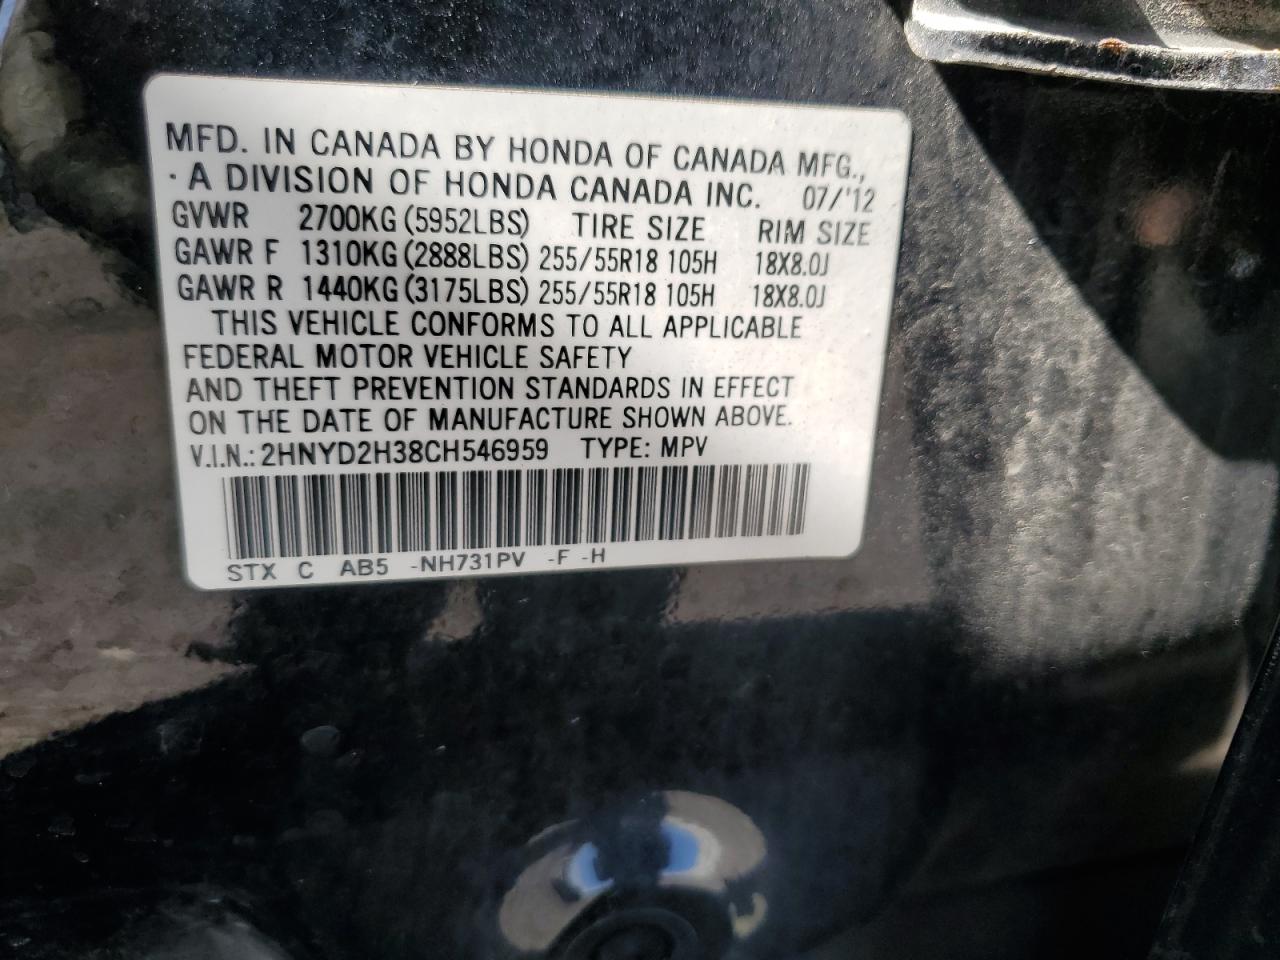 MFD. IN CANADA BY HONDA OF CANADA MFG.,
· A DIVISION OF HONDA CANADA INC. 07/'12
GVWR 2700KG (5952LBS) TIRE SIZE RIM SIZE
GAWR F 1310KG (2888LBS) 255/55R18 105H 18X8.0J
GAWR R 1440KG (3175LBS) 255/55R18 105H 18X8.0J
THIS VEHICLE CONFORMS TO ALL APPLICABLE
FEDERAL MOTOR VEHICLE SAFETY
AND THEFT PREVENTION STANDARDS IN EFFECT
ON THE DATE OF MANUFACTURE SHOWN ABOVE.
V.I.N.: 2HNYD2H38CH546959 TYPE: MPV
STX C AB5 -NH731PV -F -H